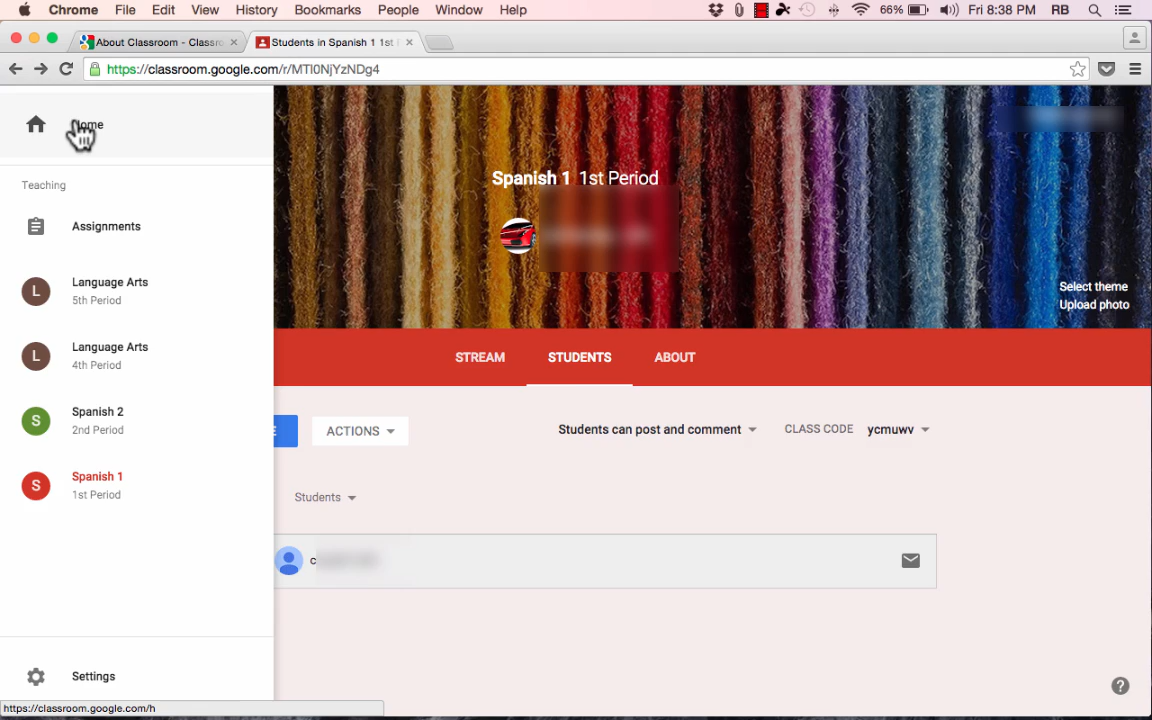 Chrome File Edit View History Bookmarks People Window Help 66% Fri 8:38 PM RB
About Classroom - Classro
Students in Spanish 1 1st
https://classroom.google.com/r/MTI0NjYzNDg4
Teaching
Assignments
Language Arts
5th Period
Language Arts
4th Period
Spanish 2
2nd Period
Spanish 1
1st Period
Settings
https://classroom.google.com/h
Spanish 1 1st Period
Select theme
Upload photo
STREAM STUDENTS ABOUT
ACTIONS Students can post and comment CLASS CODE ycmuwv
Students
L
L
S
S